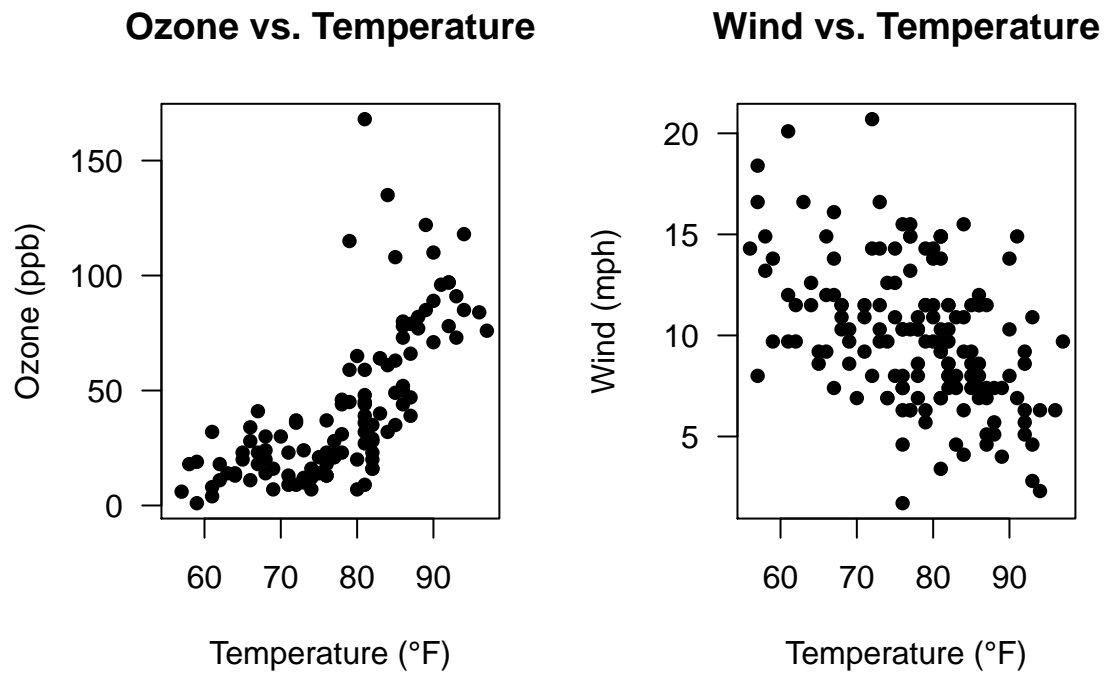 Ozone vs. Temperature
Ozone (ppb)
150
100
50
0
60 70 80 90
Temperature (°F)
Wind vs. Temperature
Wind (mph)
20
15
10
5
60 70 80 90
Temperature (°F)